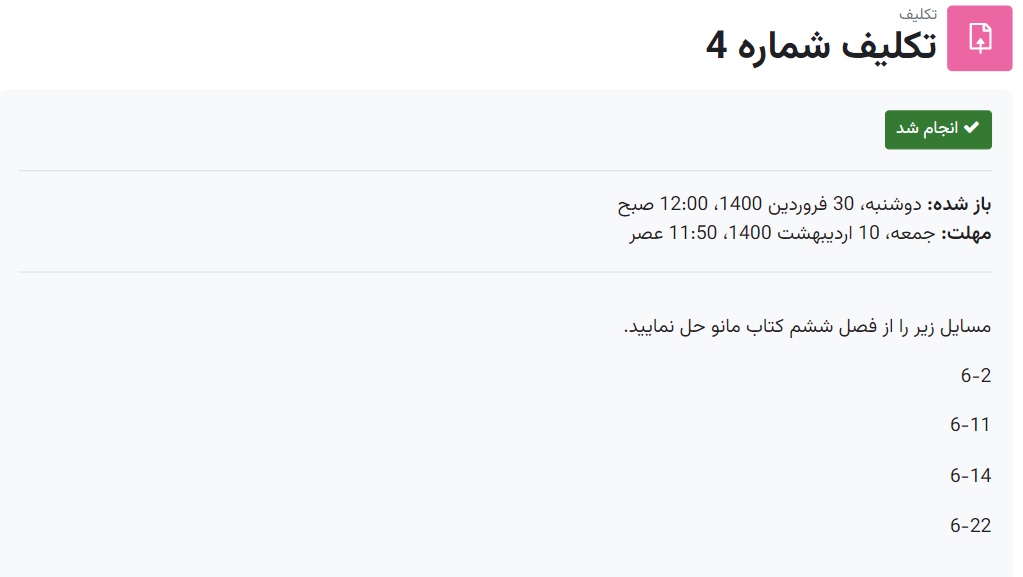 تکلیف
تکلیف شماره 4
انجام شد
باز شده: دوشنبه، 30 فروردین 1400، 12:00 صبح
مهلت: جمعه، 10 اردیبهشت 1400، 11:50 عصر
مسایل زیر را از فصل ششم کتاب مانو حل نمایید.
6-2
6-11
6-14
6-22